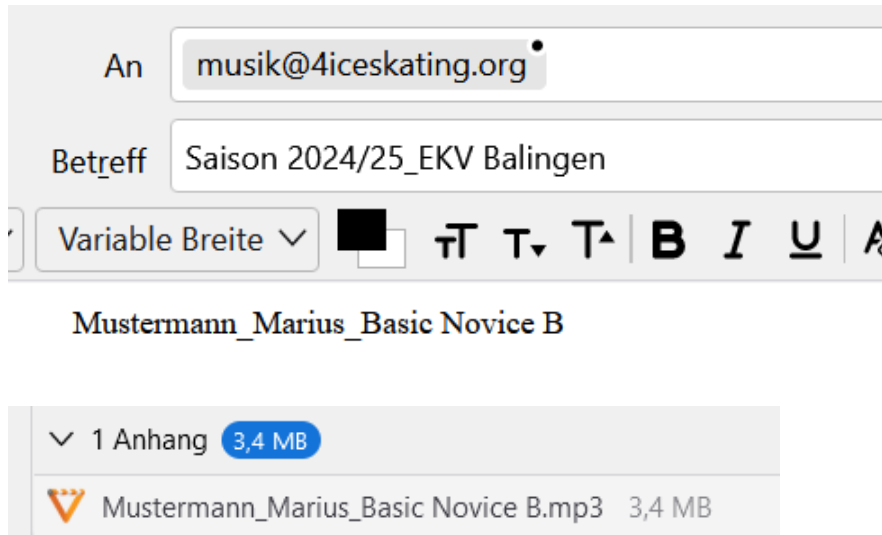 An musik@4iceskating.org
Betreff Saison 2024/25_EKV Balingen
Variable Breite TT T T B I U A
Mustermann_Marius_Basic Novice B
1 Anhang 3,4 MB
Mustermann_Marius_Basic Novice B.mp3 3,4 MB